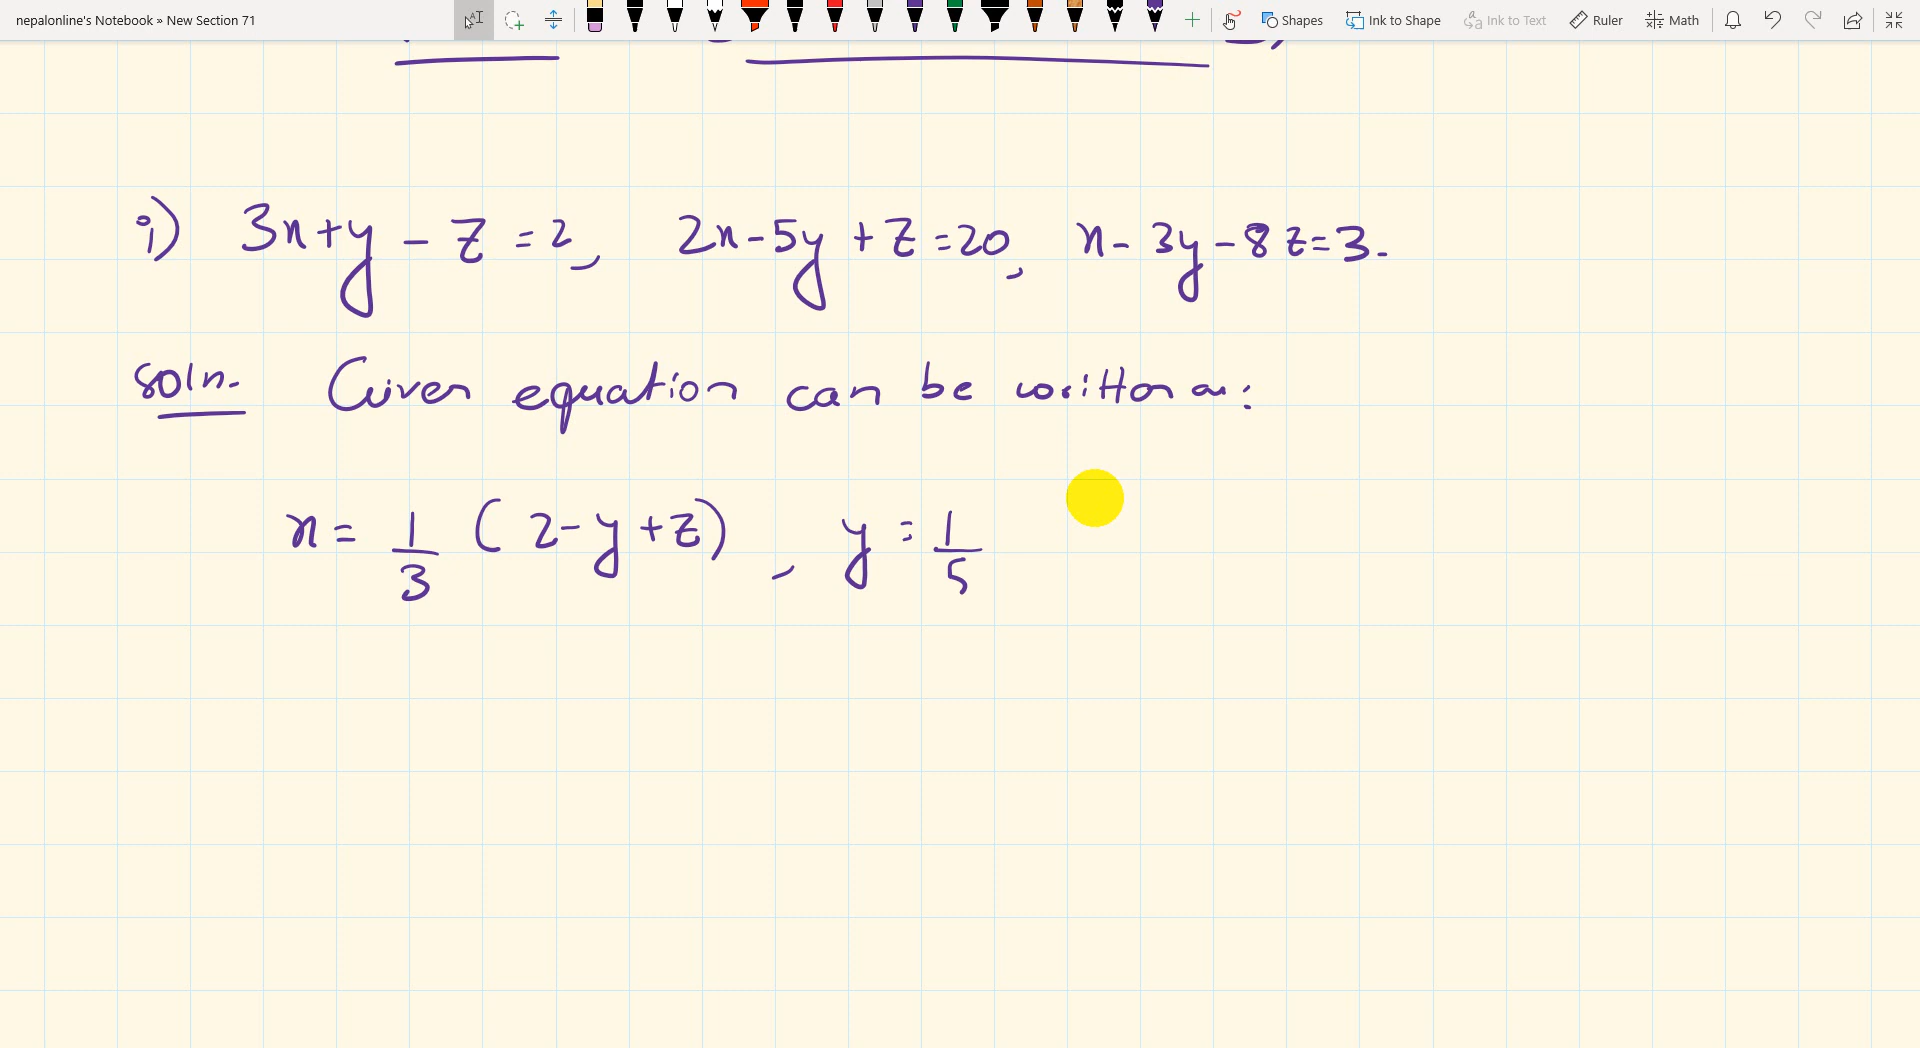 nepalonline's Notebook » New Section 71
Shapes Ink to Shape Ink to Text Ruler Math
i) 3x+y - z = 2, 2x-5y+z=20, x-3y-8z=3.
Soln. Given equation can be written as:
x = 1/3 (2-y+z), y = 1/5